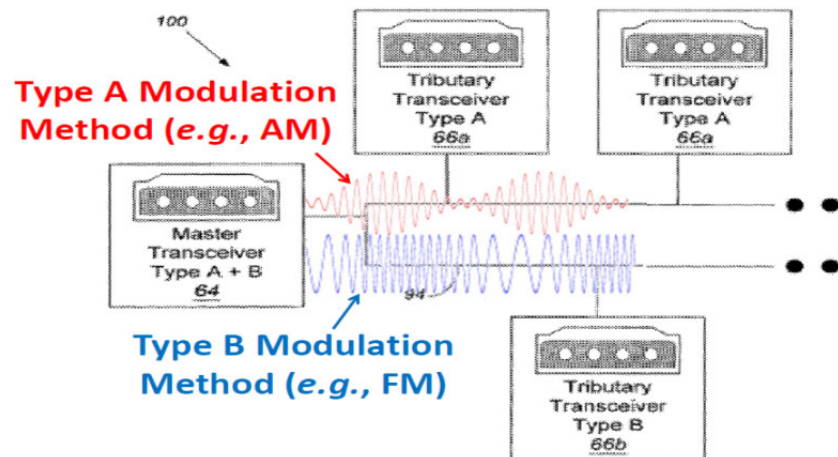 100
Type A Modulation
Method (e.g., AM)
Tributary
Transceiver
Type A
66a
Tributary
Transceiver
Type A
66a
Master
Transceiver
Type A + B
64
94
Type B Modulation
Method (e.g., FM)
Tributary
Transceiver
Type B
66b